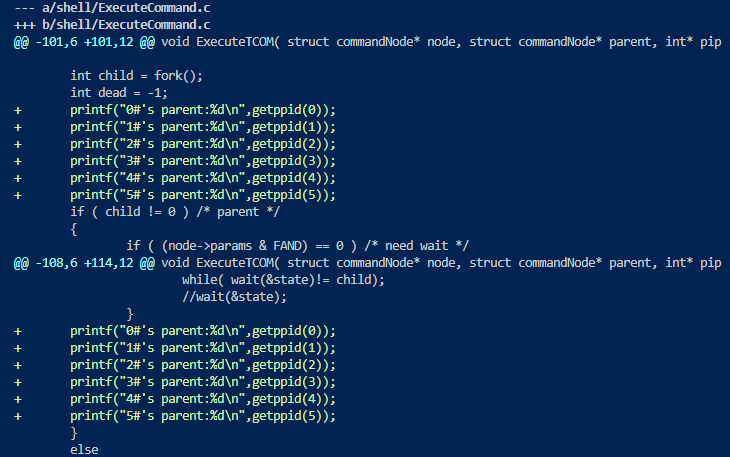 --- a/shell/ExecuteCommand.c
+++ b/shell/ExecuteCommand.c
@@ -101,6 +101,12 @@ void ExecuteTCOM( struct commandNode* node, struct commandNode* parent, int* pip
int child = fork();
int dead = -1;
+ printf("0#'s parent:%d\n",getppid(0));
+ printf("1#'s parent:%d\n",getppid(1));
+ printf("2#'s parent:%d\n",getppid(2));
+ printf("3#'s parent:%d\n",getppid(3));
+ printf("4#'s parent:%d\n",getppid(4));
+ printf("5#'s parent:%d\n",getppid(5));
if ( child != 0 ) /* parent */
{
if ( (node->params & FAND) == 0 ) /* need wait */
@@ -108,6 +114,12 @@ void ExecuteTCOM( struct commandNode* node, struct commandNode* parent, int* pip
while( wait(&state)!= child);
//wait(&state);
}
+ printf("0#'s parent:%d\n",getppid(0));
+ printf("1#'s parent:%d\n",getppid(1));
+ printf("2#'s parent:%d\n",getppid(2));
+ printf("3#'s parent:%d\n",getppid(3));
+ printf("4#'s parent:%d\n",getppid(4));
+ printf("5#'s parent:%d\n",getppid(5));
}
else